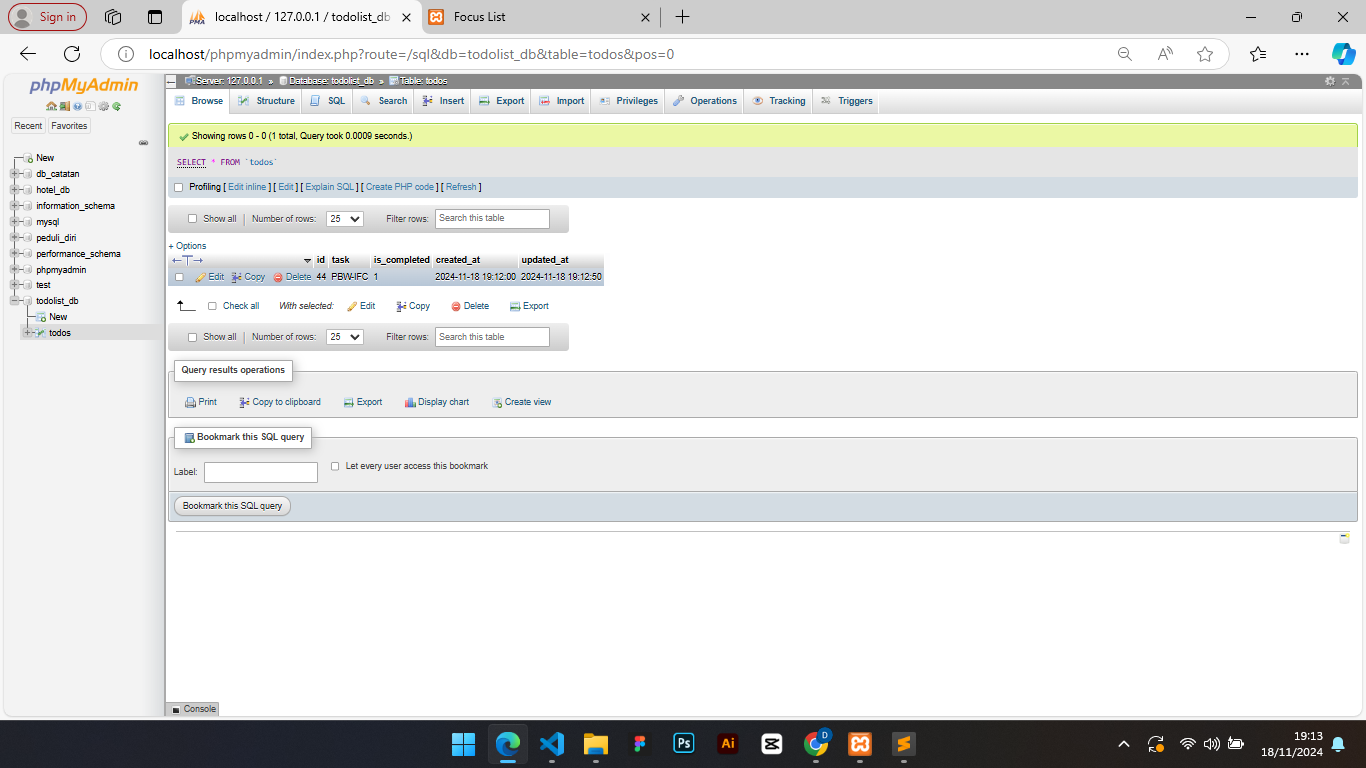 Sign in
localhost / 127.0.0.1 / todolist_db
Focus List
localhost/phpmyadmin/index.php?route=/sql&db=todolist_db&table=todos&pos=0
phpMyAdmin
Recent Favorites
New
db_catatan
hotel_db
information_schema
mysql
peduli_diri
performance_schema
phpmyadmin
test
todolist_db
New
todos
Server: 127.0.0.1 » Database: todolist_db » Table: todos
Browse Structure SQL Search Insert Export Import Privileges Operations Tracking Triggers
Showing rows 0 - 0 (1 total, Query took 0.0009 seconds.)
SELECT * FROM `todos`
Profiling [ Edit inline ] [ Edit ] [ Explain SQL ] [ Create PHP code ] [ Refresh ]
Show all | Number of rows: 25 Filter rows: Search this table
+ Options
←T→ id task is_completed created_at updated_at
Edit Copy Delete 44 PBW-IFC 1 2024-11-18 19:12:00 2024-11-18 19:12:50
Check all With selected: Edit Copy Delete Export
Show all | Number of rows: 25 Filter rows: Search this table
Query results operations
Print Copy to clipboard Export Display chart Create view
Bookmark this SQL query
Label: Let every user access this bookmark
Bookmark this SQL query
Console
Ps Ai D
19:13
18/11/2024